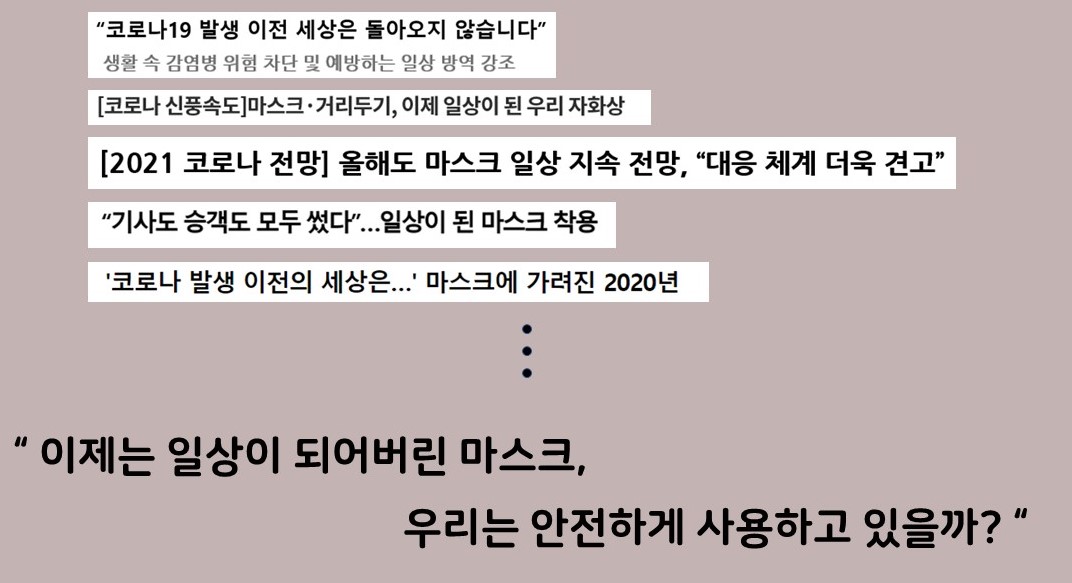 “코로나19 발생 이전 세상은 돌아오지 않습니다”
생활 속 감염병 위험 차단 및 예방하는 일상 방역 강조
[코로나 신풍속도]마스크·거리두기, 이제 일상이 된 우리 자화상
[2021 코로나 전망] 올해도 마스크 일상 지속 전망, “대응 체계 더욱 견고”
“기사도 승객도 모두 썼다”...일상이 된 마스크 착용
'코로나 발생 이전의 세상은...' 마스크에 가려진 2020년
“ 이제는 일상이 되어버린 마스크,
우리는 안전하게 사용하고 있을까? “